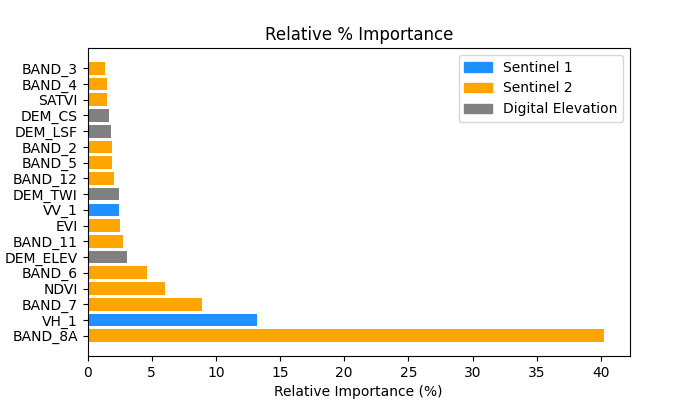 Relative % Importance
Sentinel 1
Sentinel 2
Digital Elevation
BAND_3
BAND_4
SATVI
DEM_CS
DEM_LSF
BAND_2
BAND_5
BAND_12
DEM_TWI
VV_1
EVI
BAND_11
DEM_ELEV
BAND_6
NDVI
BAND_7
VH_1
BAND_8A
0 5 10 15 20 25 30 35 40
Relative Importance (%)